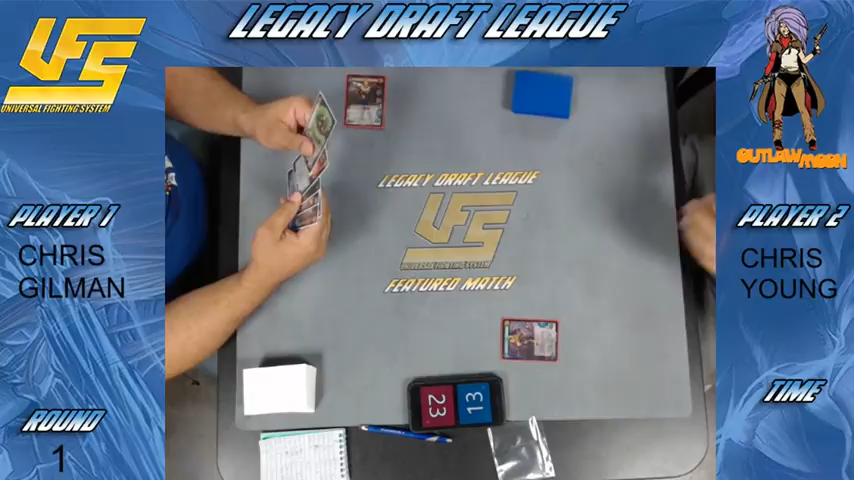 LEGACY DRAFT LEAGUE
UFS
UNIVERSAL FIGHTING SYSTEM
OUTLAW MOON
PLAYER 1
CHRIS
GILMAN
PLAYER 2
CHRIS
YOUNG
LEGACY DRAFT LEAGUE
UFS
UNIVERSAL FIGHTING SYSTEM
FEATURED MATCH
23
13
TIME
ROUND
1